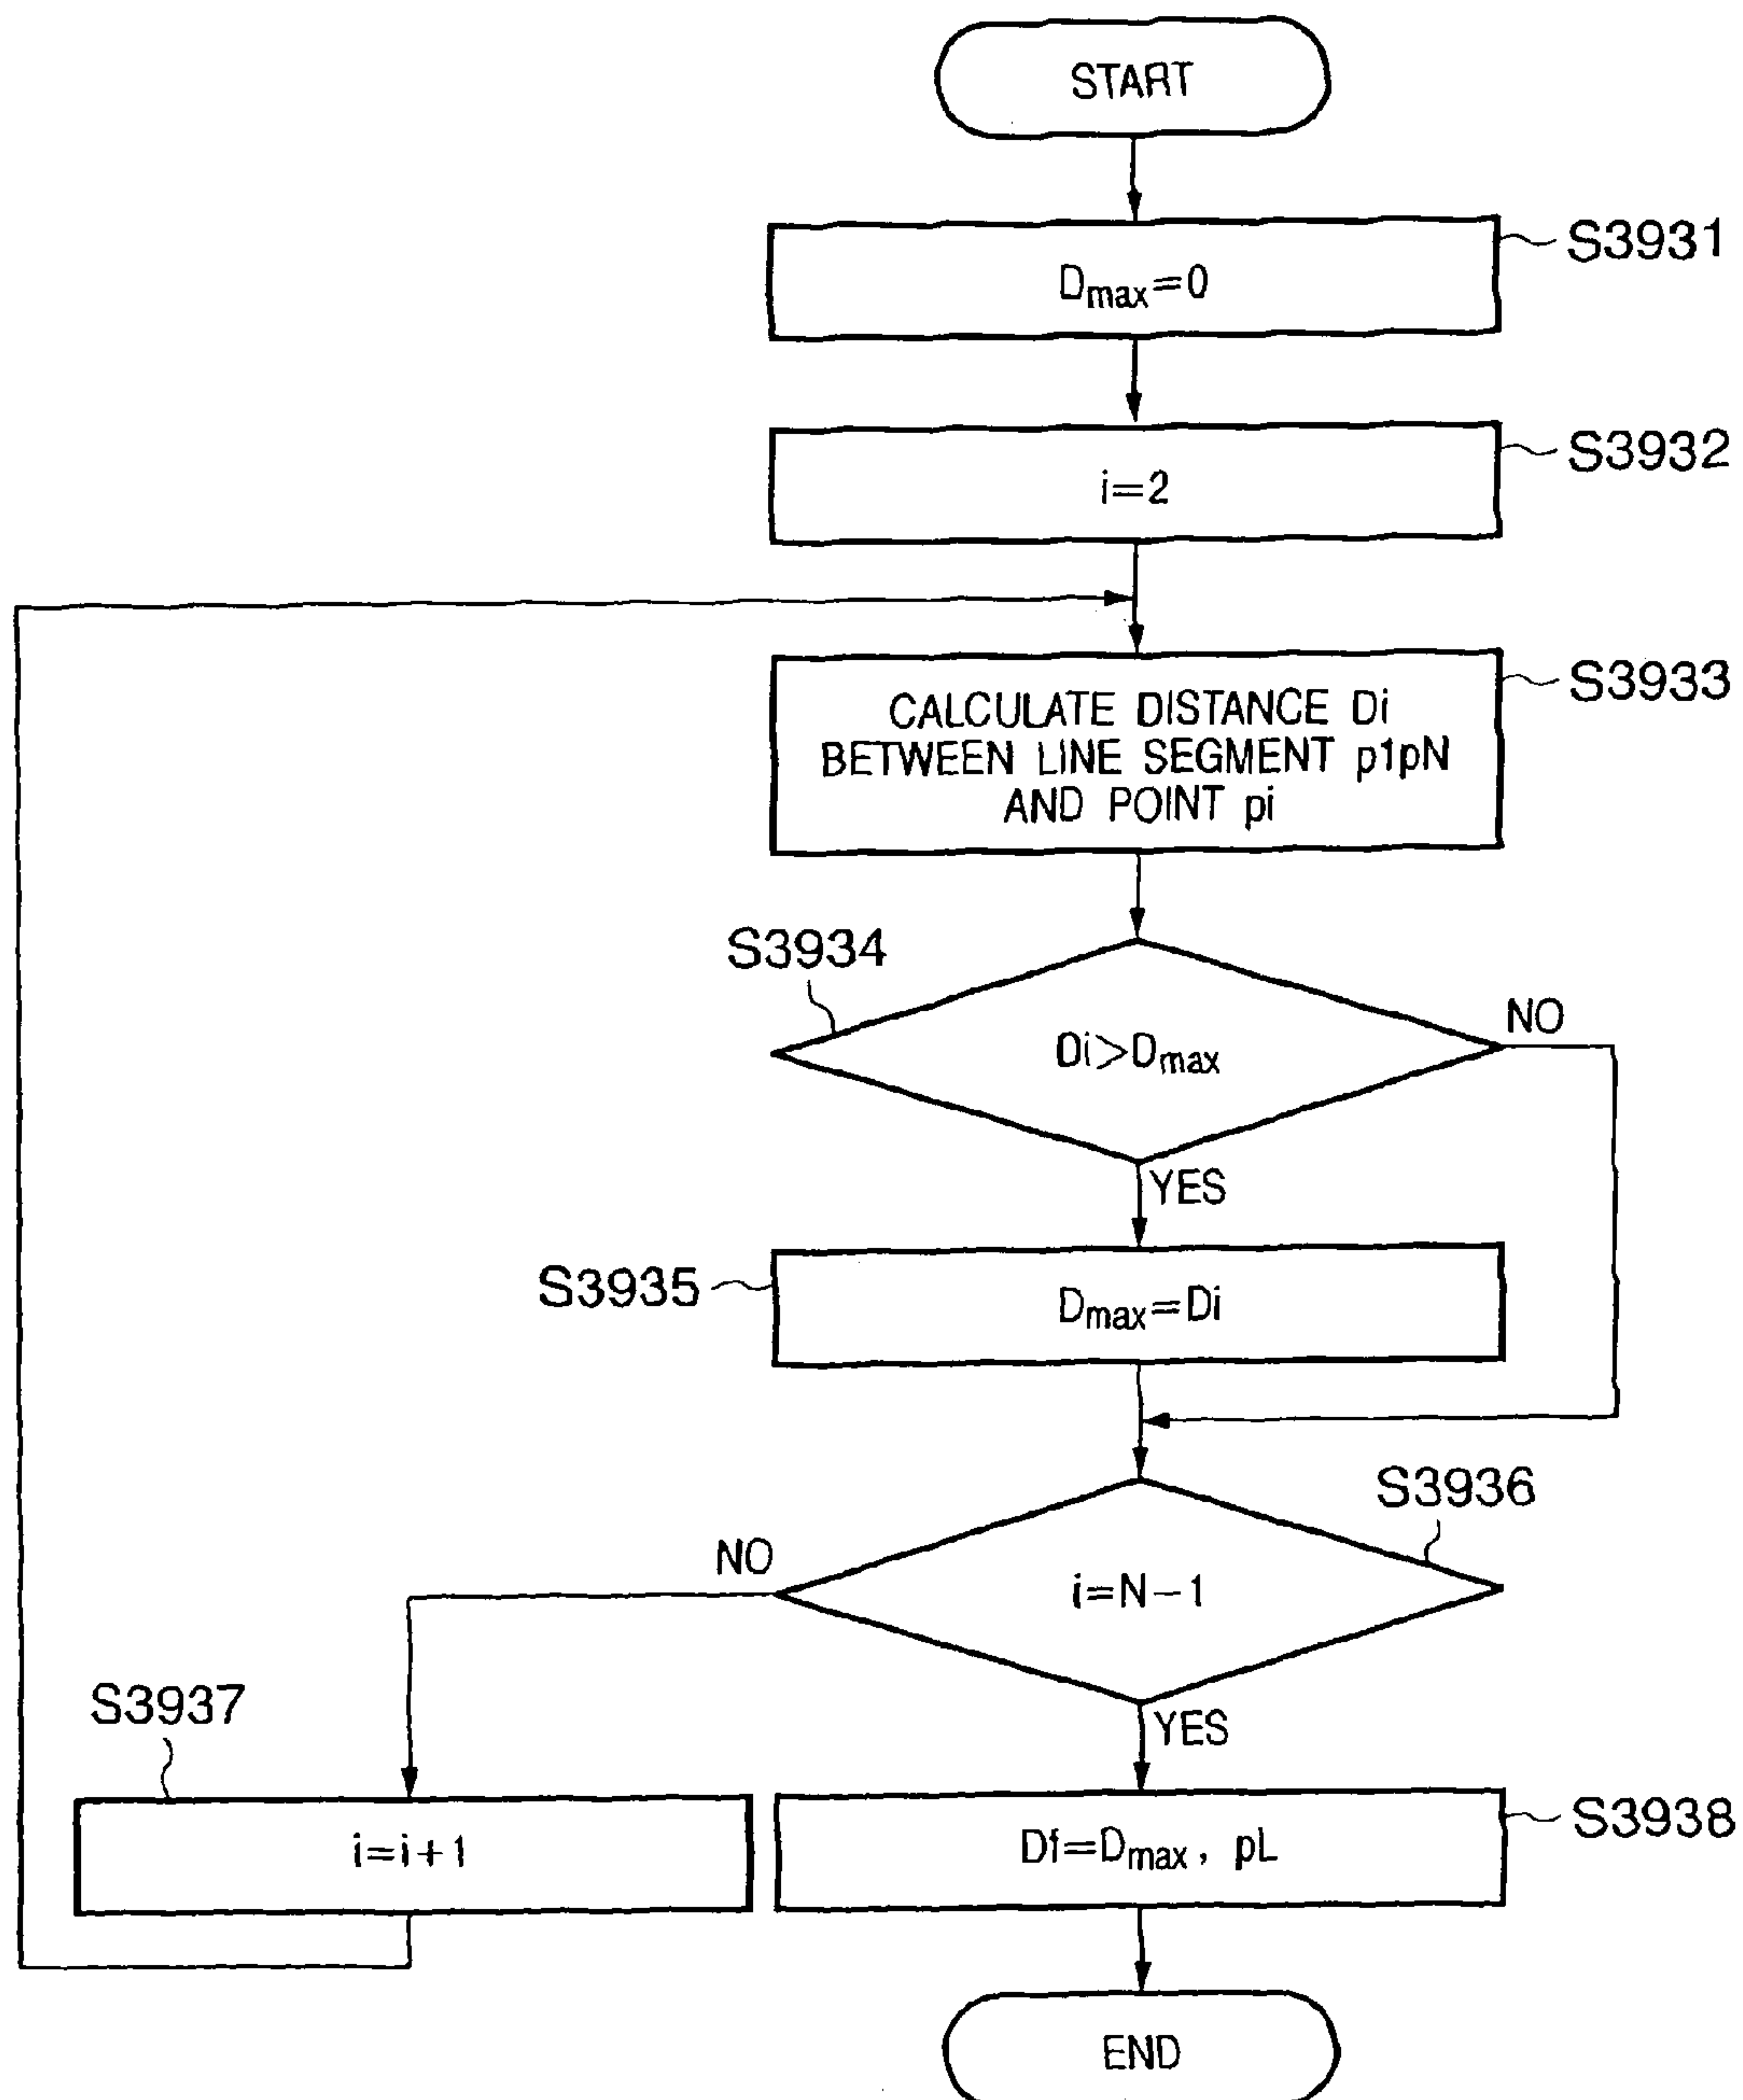 START
S3931
Dmax=0
S3932
i=2
S3933
CALCULATE DISTANCE Di
BETWEEN LINE SEGMENT p1pN
AND POINT pi
S3934
NO
Di>Dmax
YES
S3935
Dmax=Di
S3936
NO
i=N-1
S3937
YES
i=i+1
Df=Dmax, pL
S3938
END